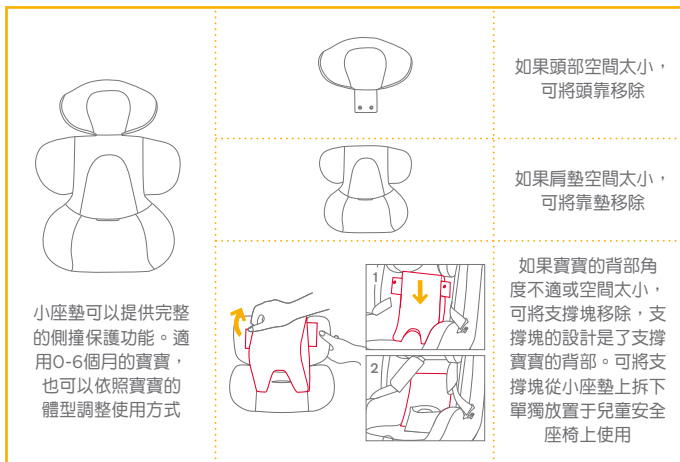 小座墊可以提供完整
的側撞保護功能。適
用0-6個月的寶寶，
也可以依照寶寶的
體型調整使用方式
如果頭部空間太小，
可將頭靠移除
如果肩墊空間太小，
可將靠墊移除
1
2
如果寶寶的背部角
度不適或空間太小，
可將支撐塊移除，支
撐塊的設計是了支撐
寶寶的背部。可將支
撐塊從小座墊上拆下
單獨放置于兒童安全
座椅上使用